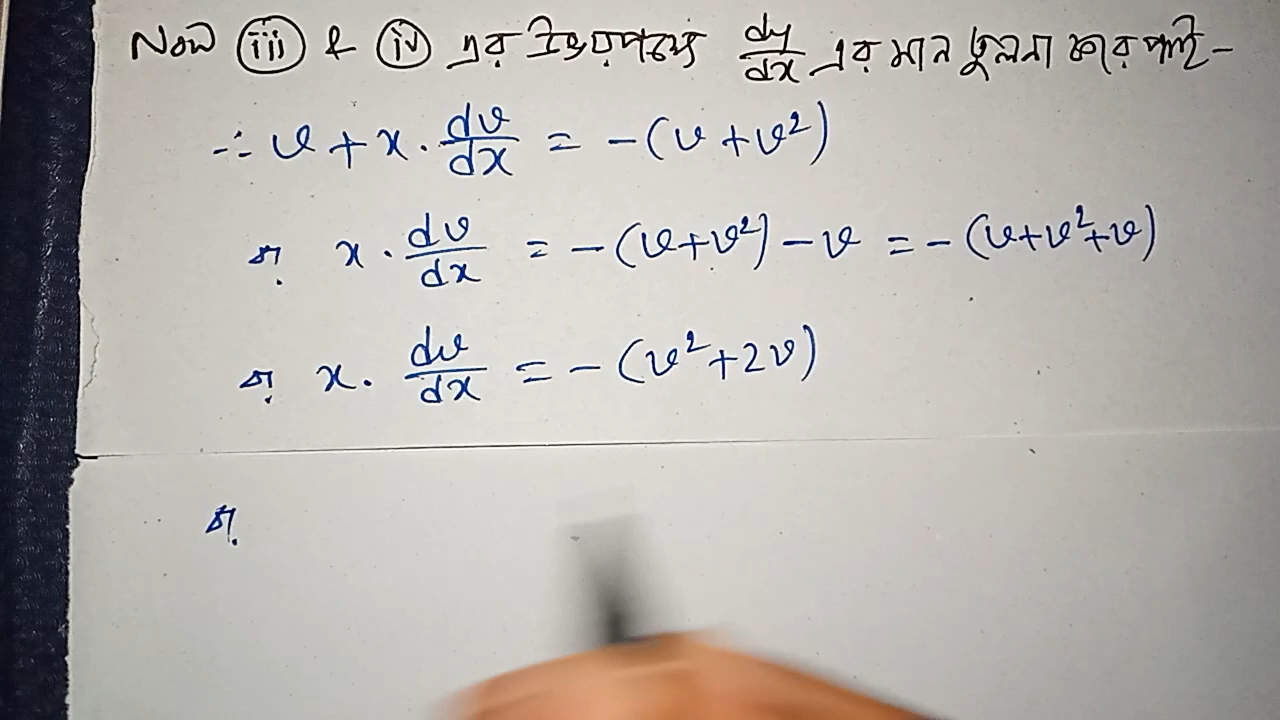 Now (iii) & (iv) এর উভয়পক্ষে dy/dx এর মান তুলনা করে পাই -
∴ v + x · dv/dx = -(v + v²)
বা, x · dv/dx = -(v+v²) - v = -(v+v²+v)
বা, x · dv/dx = -(v²+2v)
বা,